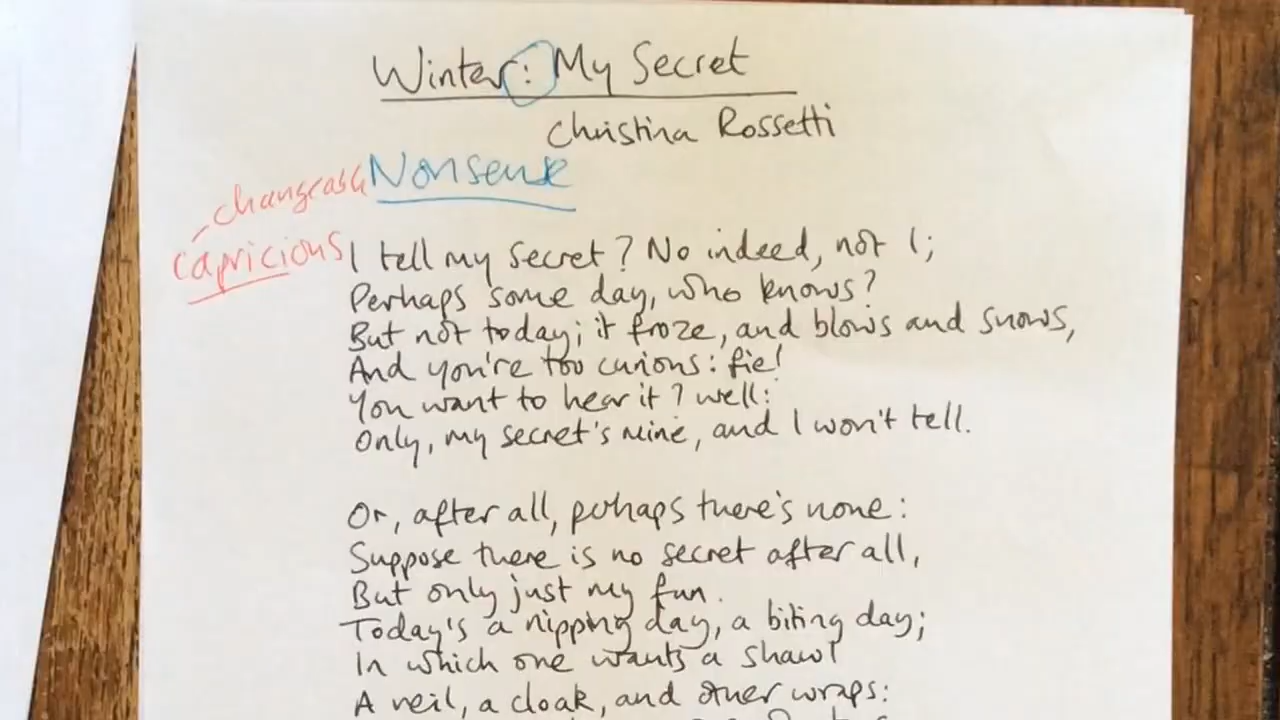 Winter: My Secret
Christina Rossetti
Nonsense
changeable
capricious
I tell my secret? No indeed, not I;
Perhaps some day, who knows?
But not today; it froze, and blows and snows,
And you're too curious: fie!
You want to hear it? well:
Only, my secret's mine, and I won't tell.
Or, after all, perhaps there's none:
Suppose there is no secret after all,
But only just my fun.
Today's a nipping day, a biting day;
In which one wants a shawl
A veil, a cloak, and other wraps: